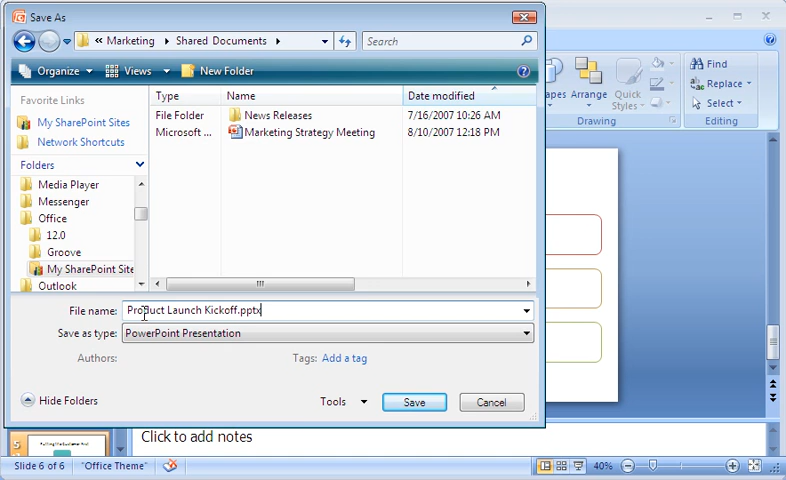 Save As
« Marketing ▸ Shared Documents ▸
Search
Organize Views New Folder
Favorite Links
My SharePoint Sites
Network Shortcuts
Folders
Media Player
Messenger
Office
12.0
Groove
My SharePoint Site
Outlook
Type Name Date modified
File Folder News Releases 7/16/2007 10:26 AM
Microsoft ... Marketing Strategy Meeting 8/10/2007 12:18 PM
File name: Product Launch Kickoff.pptx
Save as type: PowerPoint Presentation
Authors: Tags: Add a tag
Hide Folders Tools Save Cancel
apes Arrange Quick Styles
Drawing
Find
Replace
Select
Editing
Click to add notes
Slide 6 of 6 "Office Theme" 40%